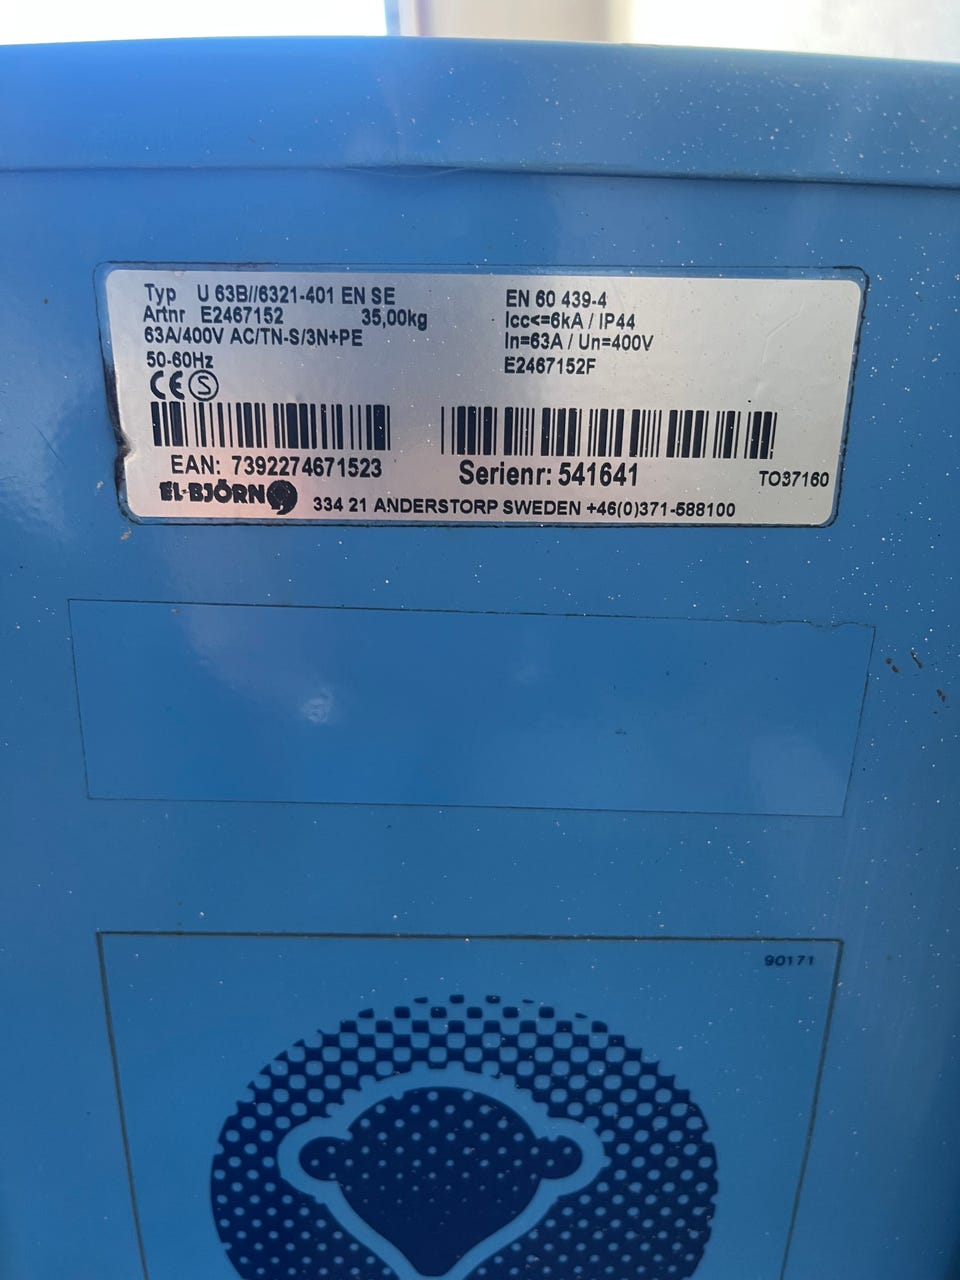 Typ U 63B//6321-401 EN SE
Artnr E2467152 35,00kg
63A/400V AC/TN-S/3N+PE
50-60Hz
CE S
EN 60 439-4
Icc<=6kA / IP44
In=63A / Un=400V
E2467152F
EAN: 7392274671523
Serienr: 541641
TO37160
EL-BJÖRN
334 21 ANDERSTORP SWEDEN +46(0)371-588100
90171